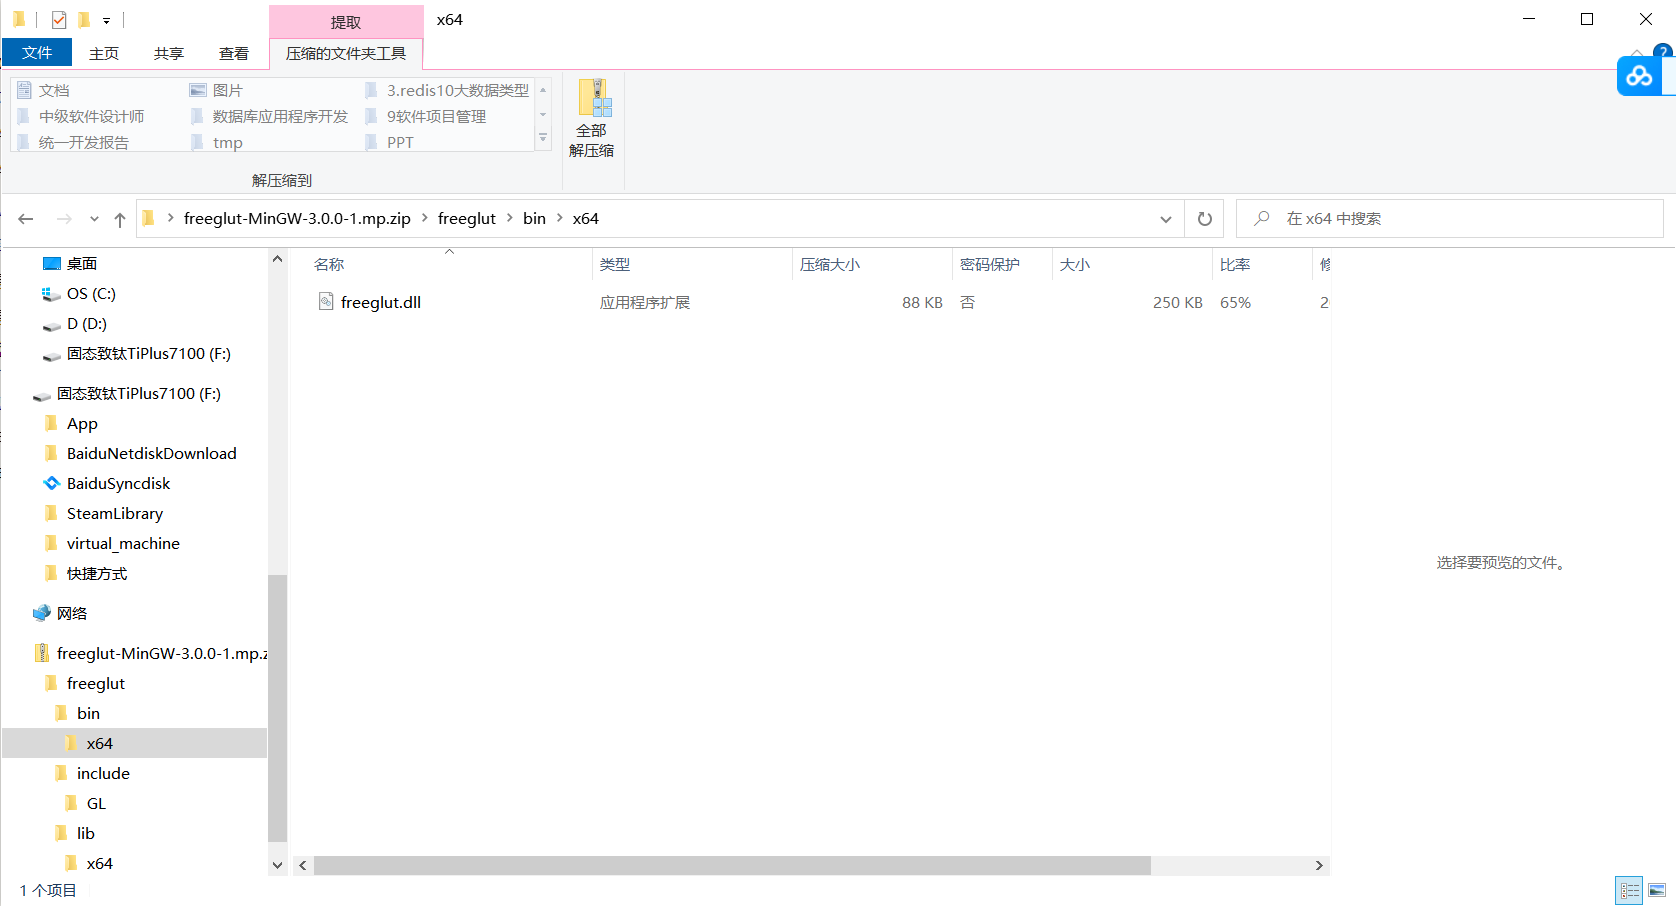 提取
x64
文件
主页
共享
查看
压缩的文件夹工具
文档
图片
3.redis10大数据类型
中级软件设计师
数据库应用程序开发
9软件项目管理
统一开发报告
tmp
PPT
解压缩到
全部
解压缩
freeglut-MinGW-3.0.0-1.mp.zip > freeglut > bin > x64
在 x64 中搜索
桌面
OS (C:)
D (D:)
固态致钛TiPlus7100 (F:)
固态致钛TiPlus7100 (F:)
App
BaiduNetdiskDownload
BaiduSyncdisk
SteamLibrary
virtual_machine
快捷方式
网络
freeglut-MinGW-3.0.0-1.mp.z
freeglut
bin
x64
include
GL
lib
x64
名称
类型
压缩大小
密码保护
大小
比率
修
freeglut.dll
应用程序扩展
88 KB
否
250 KB
65%
2
选择要预览的文件。
1 个项目